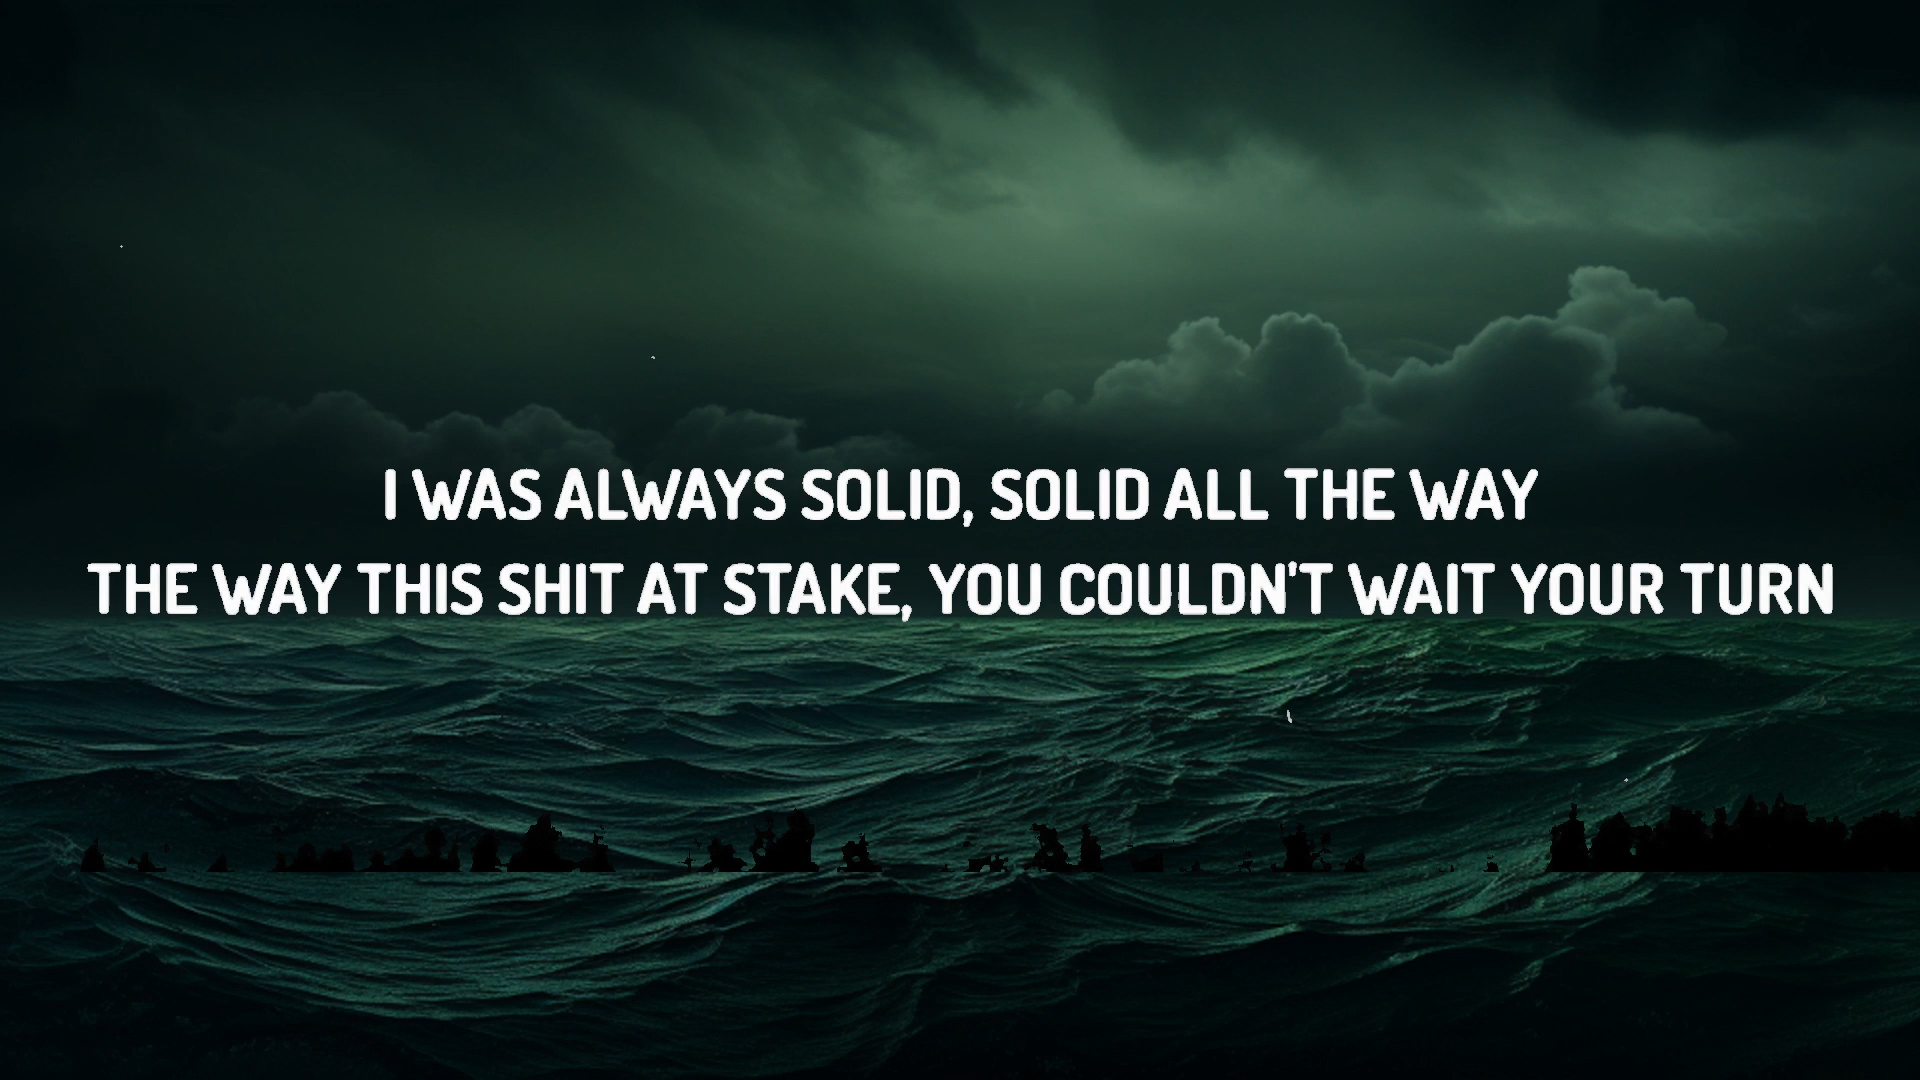 I WAS ALWAYS SOLID, SOLID ALL THE WAY
THE WAY THIS SHIT AT STAKE, YOU COULDN'T WAIT YOUR TURN